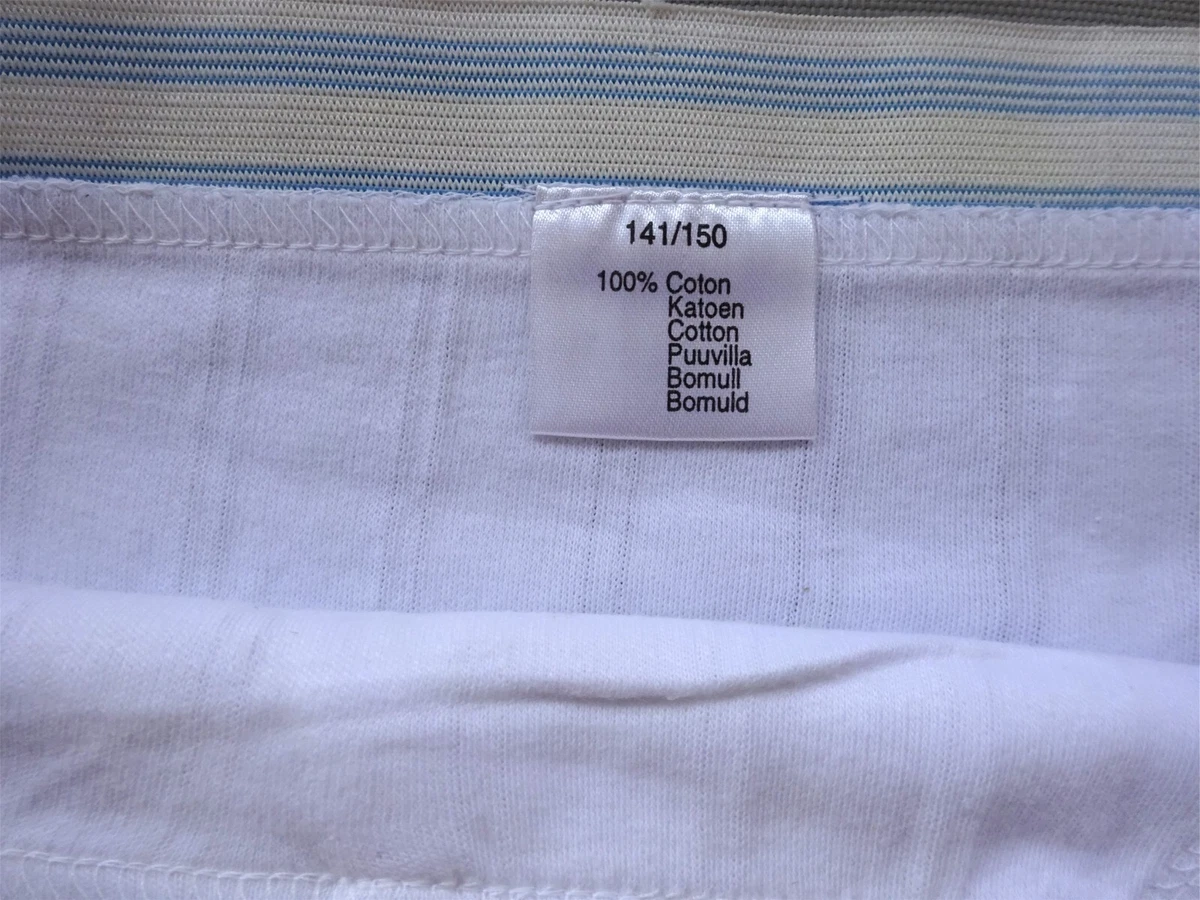 141/150
100% Coton
Katoen
Cotton
Puuvilla
Bomull
Bomuld